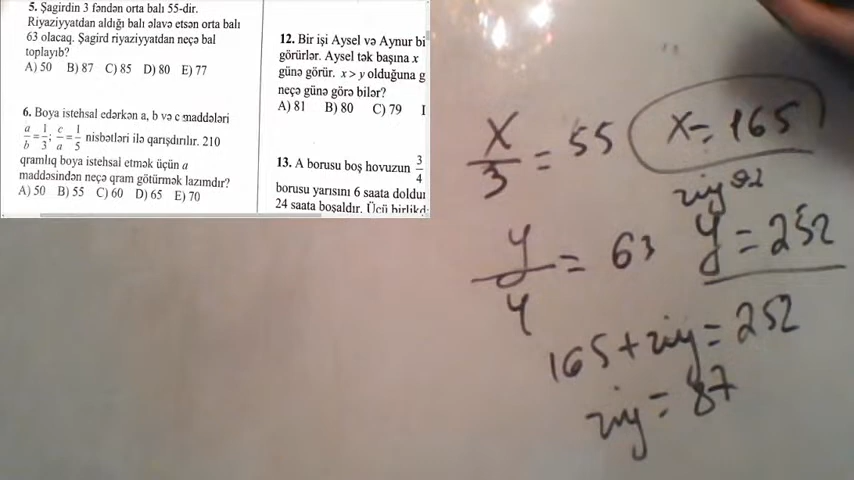 5. Şagirdin 3 fəndən orta balı 55-dir.
Riyaziyyatdan aldığı balı əlavə etsən orta balı
63 olacaq. Şagird riyaziyyatdan neçə bal
toplayıb?
A) 50 B) 87 C) 85 D) 80 E) 77
6. Boya istehsal edərkən a, b və c maddələri
a/b = 1/3; c/a = 1/5 nisbətləri ilə qarışdırılır. 210
qramlıq boya istehsal etmək üçün a
maddəsindən neçə qram götürmək lazımdır?
A) 50 B) 55 C) 60 D) 65 E) 70
12. Bir işi Aysel və Aynur bi
görürlər. Aysel tək başına x
günə görür. x > y olduğuna g
neçə günə görə bilər?
A) 81 B) 80 C) 79
13. A borusu boş hovuzun 3/4
borusu yarısını 6 saata doldu
24 saata boşaldır. Üçü birlikd
x/3 = 55 x = 165
y/4 = 63 y = 252
165 + riy = 252
riy = 87